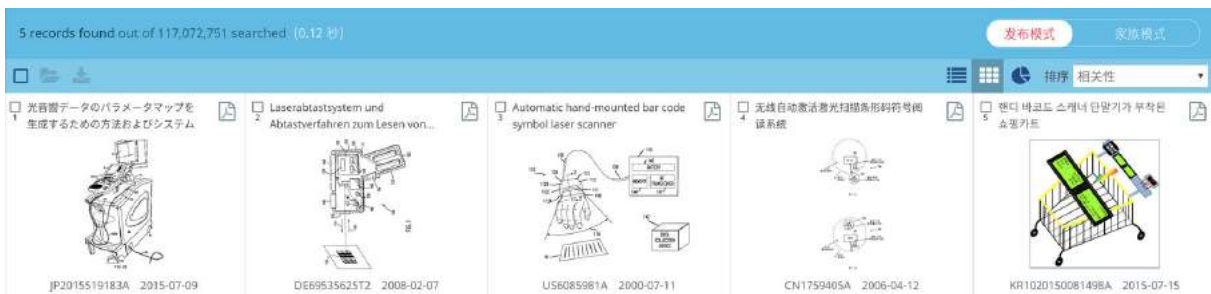 5 records found out of 117,072,751 searched (0.12 秒)
发布模式
家族模式
排序 相关性
1 光音響データのパラメータマップを
生成するための方法およびシステム
2 Laserabtastsystem und
Abtastverfahren zum Lesen von...
3 Automatic hand-mounted bar code
symbol laser scanner
4 无线自动激活激光扫描条形码符号阅
读系统
5 핸디 바코드 스캐너 단말기가 부착된
쇼핑카트
JP2015519183A 2015-07-09
DE69535625T2 2008-02-07
US6085981A 2000-07-11
CN1759405A 2006-04-12
KR1020150081498A 2015-07-15